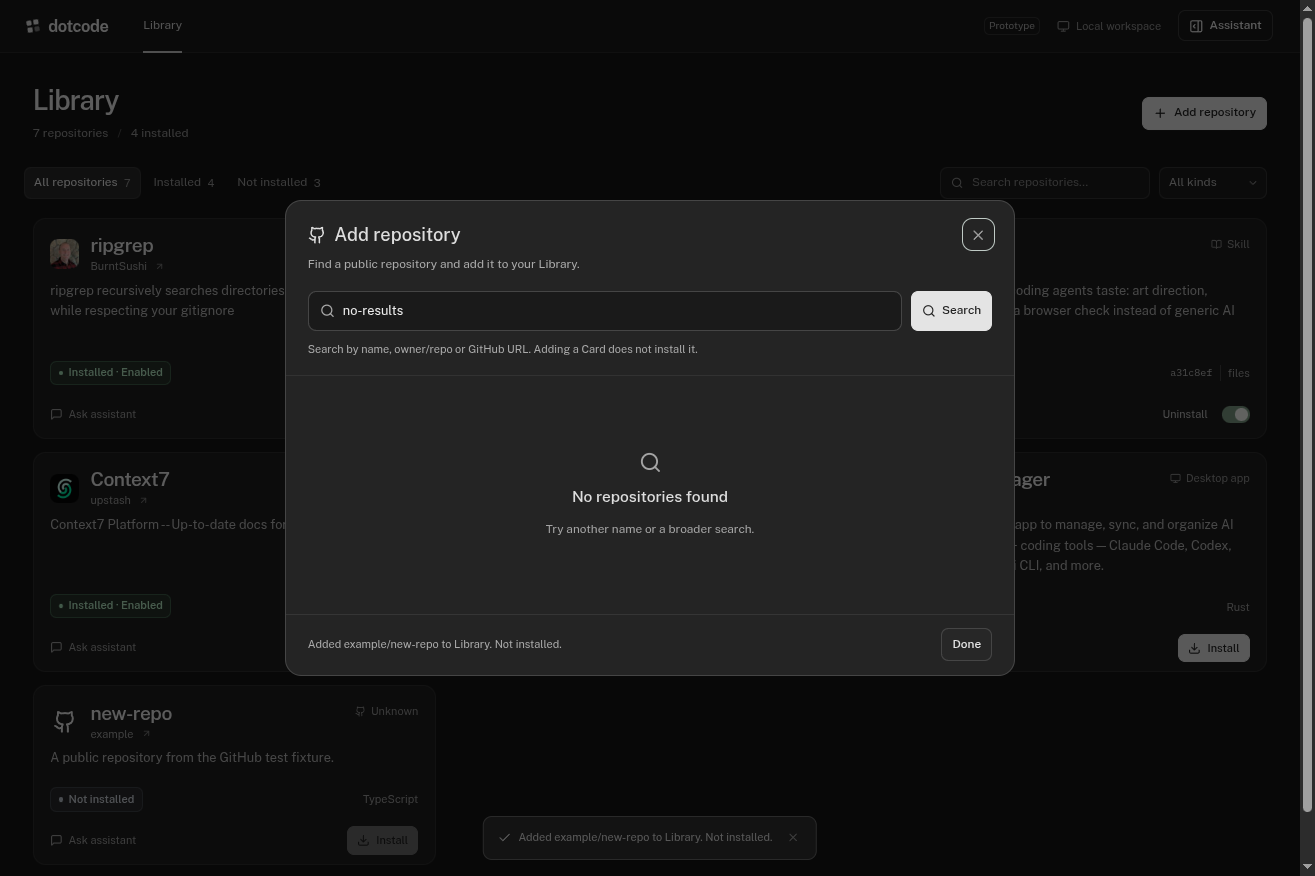 dotcode
Library
Prototype
Local workspace
Assistant
Library
7 repositories / 4 installed
Add repository
All repositories 7
Installed 4
Not installed 3
Search repositories...
All kinds
ripgrep
BurntSushi
ripgrep recursively searches directories
while respecting your gitignore
Installed · Enabled
Ask assistant
Skill
oding agents taste: art direction,
a browser check instead of generic AI
a31c8ef
files
Uninstall
Add repository
Find a public repository and add it to your Library.
no-results
Search
Search by name, owner/repo or GitHub URL. Adding a Card does not install it.
No repositories found
Try another name or a broader search.
Added example/new-repo to Library. Not installed.
Done
Context7
upstash
Context7 Platform -- Up-to-date docs for
Installed · Enabled
Ask assistant
ager
Desktop app
app to manage, sync, and organize AI
coding tools — Claude Code, Codex,
CLI, and more.
Rust
Install
new-repo
example
Unknown
A public repository from the GitHub test fixture.
Not installed
TypeScript
Ask assistant
Install
Added example/new-repo to Library. Not installed.